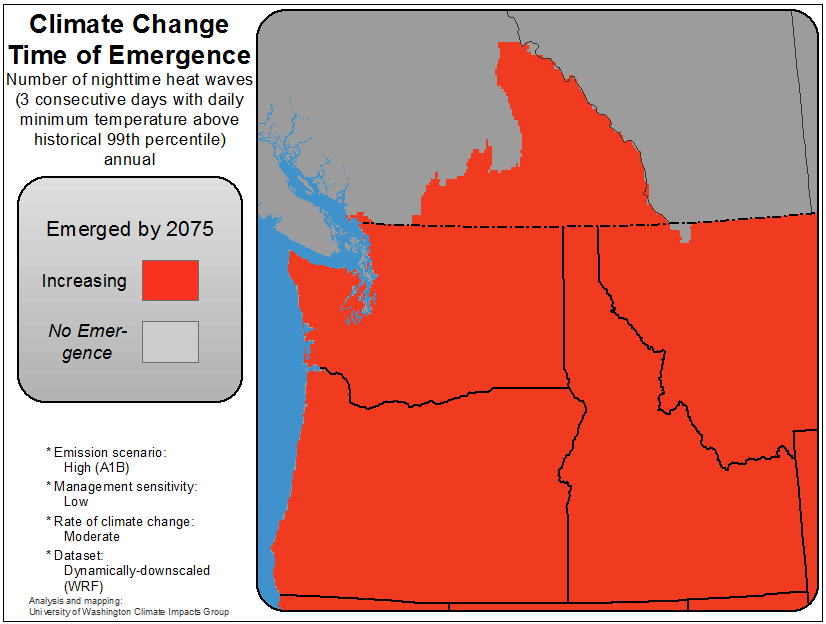 Climate Change
Time of Emergence
Number of nighttime heat waves
(3 consecutive days with daily
minimum temperature above
historical 99th percentile)
annual
Emerged by 2075
Increasing
No Emer-
gence
* Emission scenario:
High (A1B)
* Management sensitivity:
Low
* Rate of climate change:
Moderate
* Dataset:
Dynamically-downscaled
(WRF)
Analysis and mapping:
University of Washington Climate Impacts Group